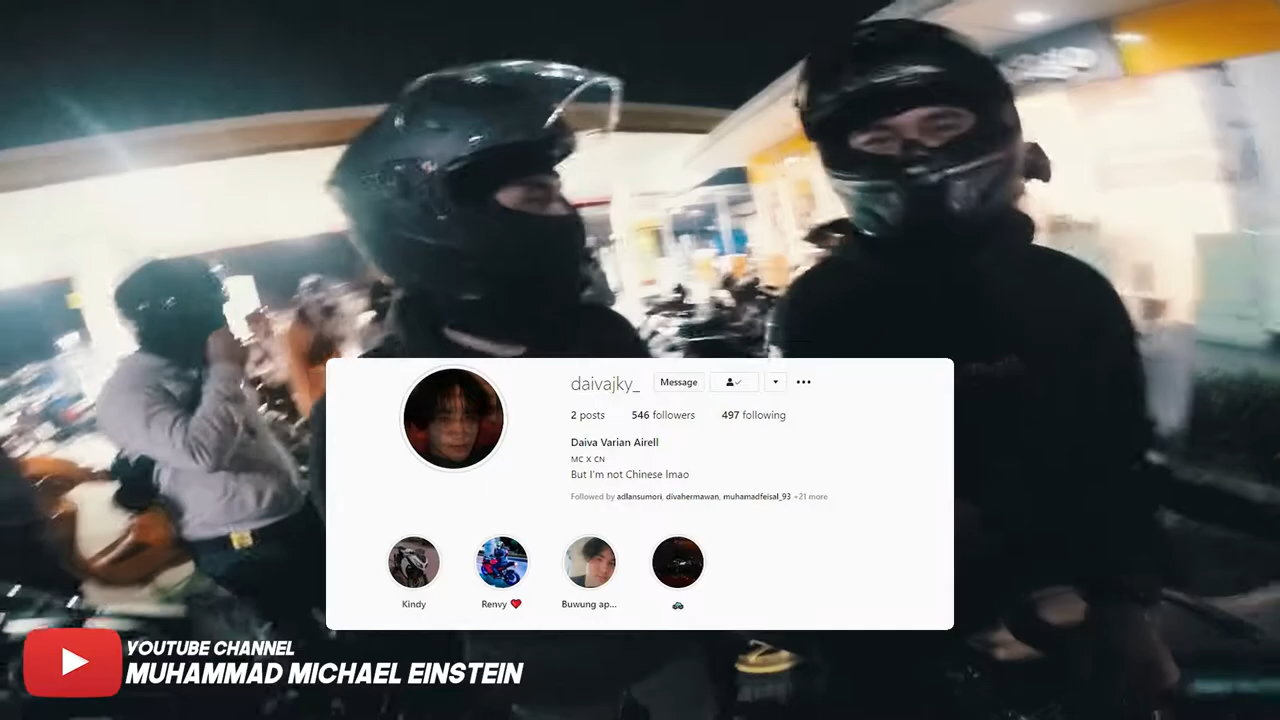 daivajky_ Message
2 posts 546 followers 497 following
Daiva Varian Airell
MC X CN
But I'm not Chinese lmao
Followed by adlansumori, divahermawan, muhamadfeisal_93 +21 more
Kindy Renvy ❤️ Buwung ap...
YOUTUBE CHANNEL
MUHAMMAD MICHAEL EINSTEIN